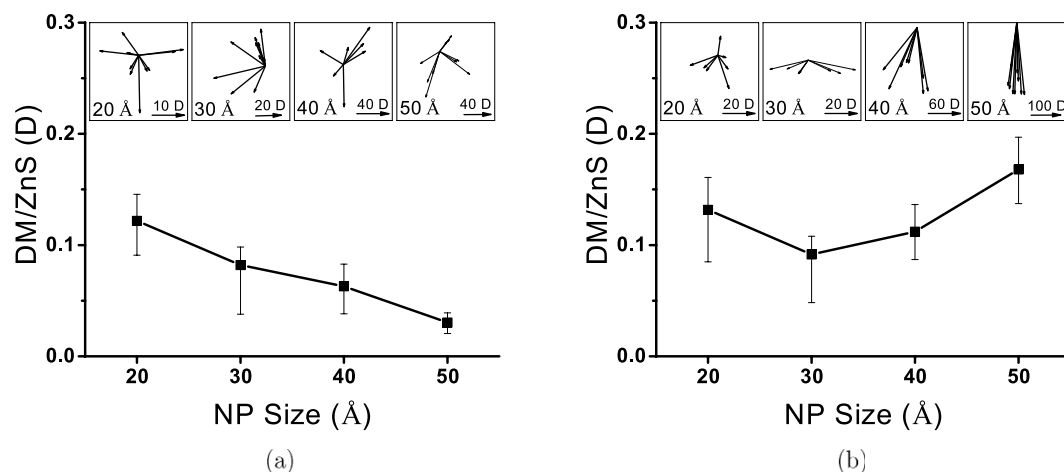 0.3
0.2
0.1
0.0
DM/ZnS (D)
20 Å 10 D
30 Å 20 D
40 Å 40 D
50 Å 40 D
20 30 40 50
NP Size (Å)
(a)
0.3
0.2
0.1
0.0
DM/ZnS (D)
20 Å 20 D
30 Å 20 D
40 Å 60 D
50 Å 100 D
20 30 40 50
NP Size (Å)
(b)